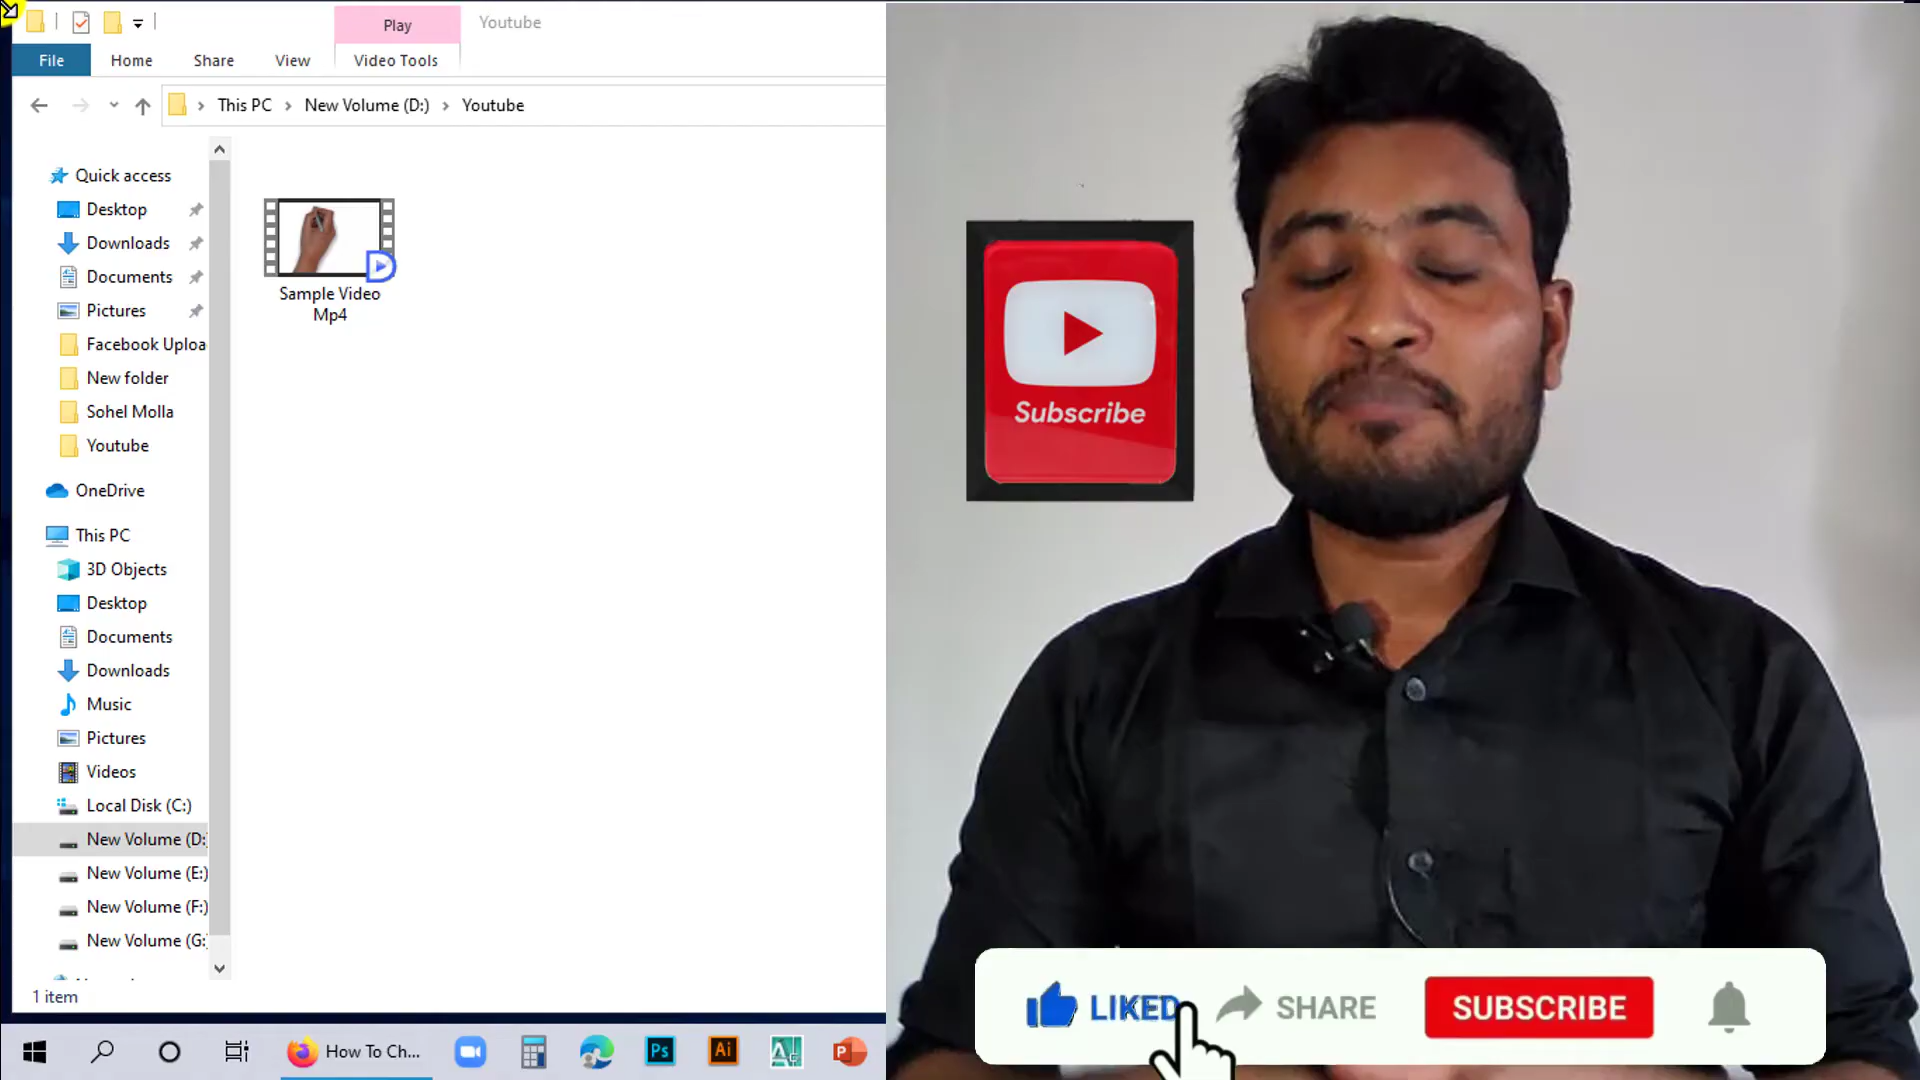 Play
Youtube
File
Home
Share
View
Video Tools
This PC
New Volume (D:)
Youtube
Quick access
Desktop
Downloads
Documents
Pictures
Facebook Uploa
New folder
Sohel Molla
Youtube
OneDrive
This PC
3D Objects
Desktop
Documents
Downloads
Music
Pictures
Videos
Local Disk (C:)
New Volume (D:
New Volume (E:)
New Volume (F:)
New Volume (G:
Sample Video
Mp4
1 item
How To Ch...
Ps
Ai
P
Subscribe
LIKED
SHARE
SUBSCRIBE